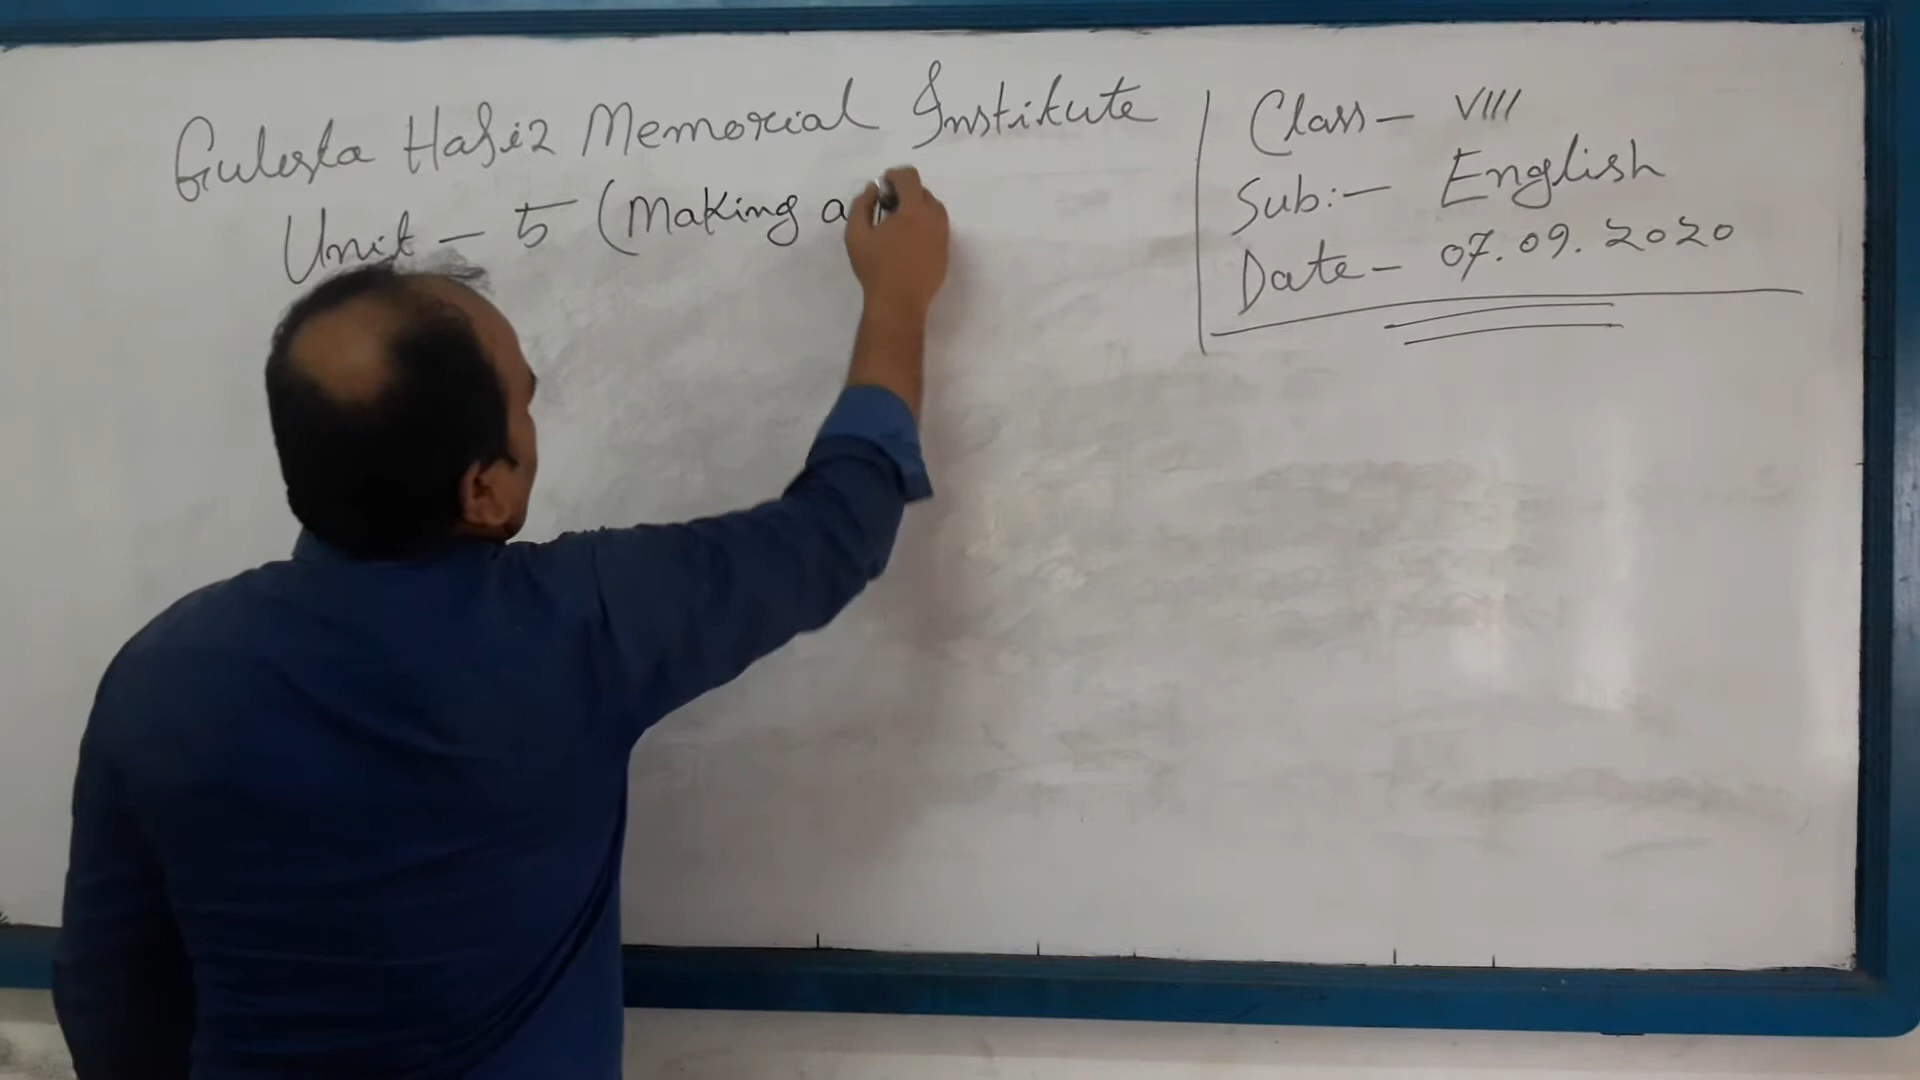 Gulesta Hafiz Memorial Institute
Unit - 5 (Making a
Class - VIII
Sub:- English
Date - 07.09.2020